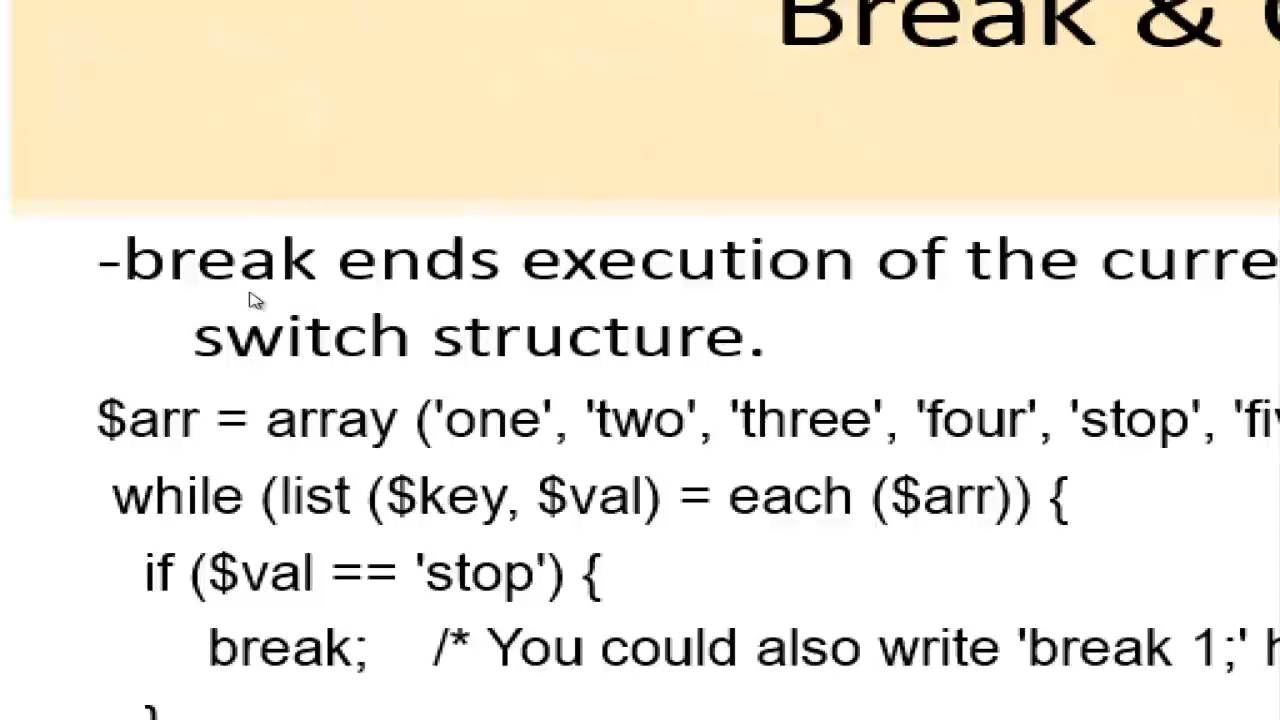 Break &
-break ends execution of the curre
switch structure.
$arr = array ('one', 'two', 'three', 'four', 'stop', 'fi
while (list ($key, $val) = each ($arr)) {
if ($val == 'stop') {
break;    /* You could also write 'break 1;' h
}